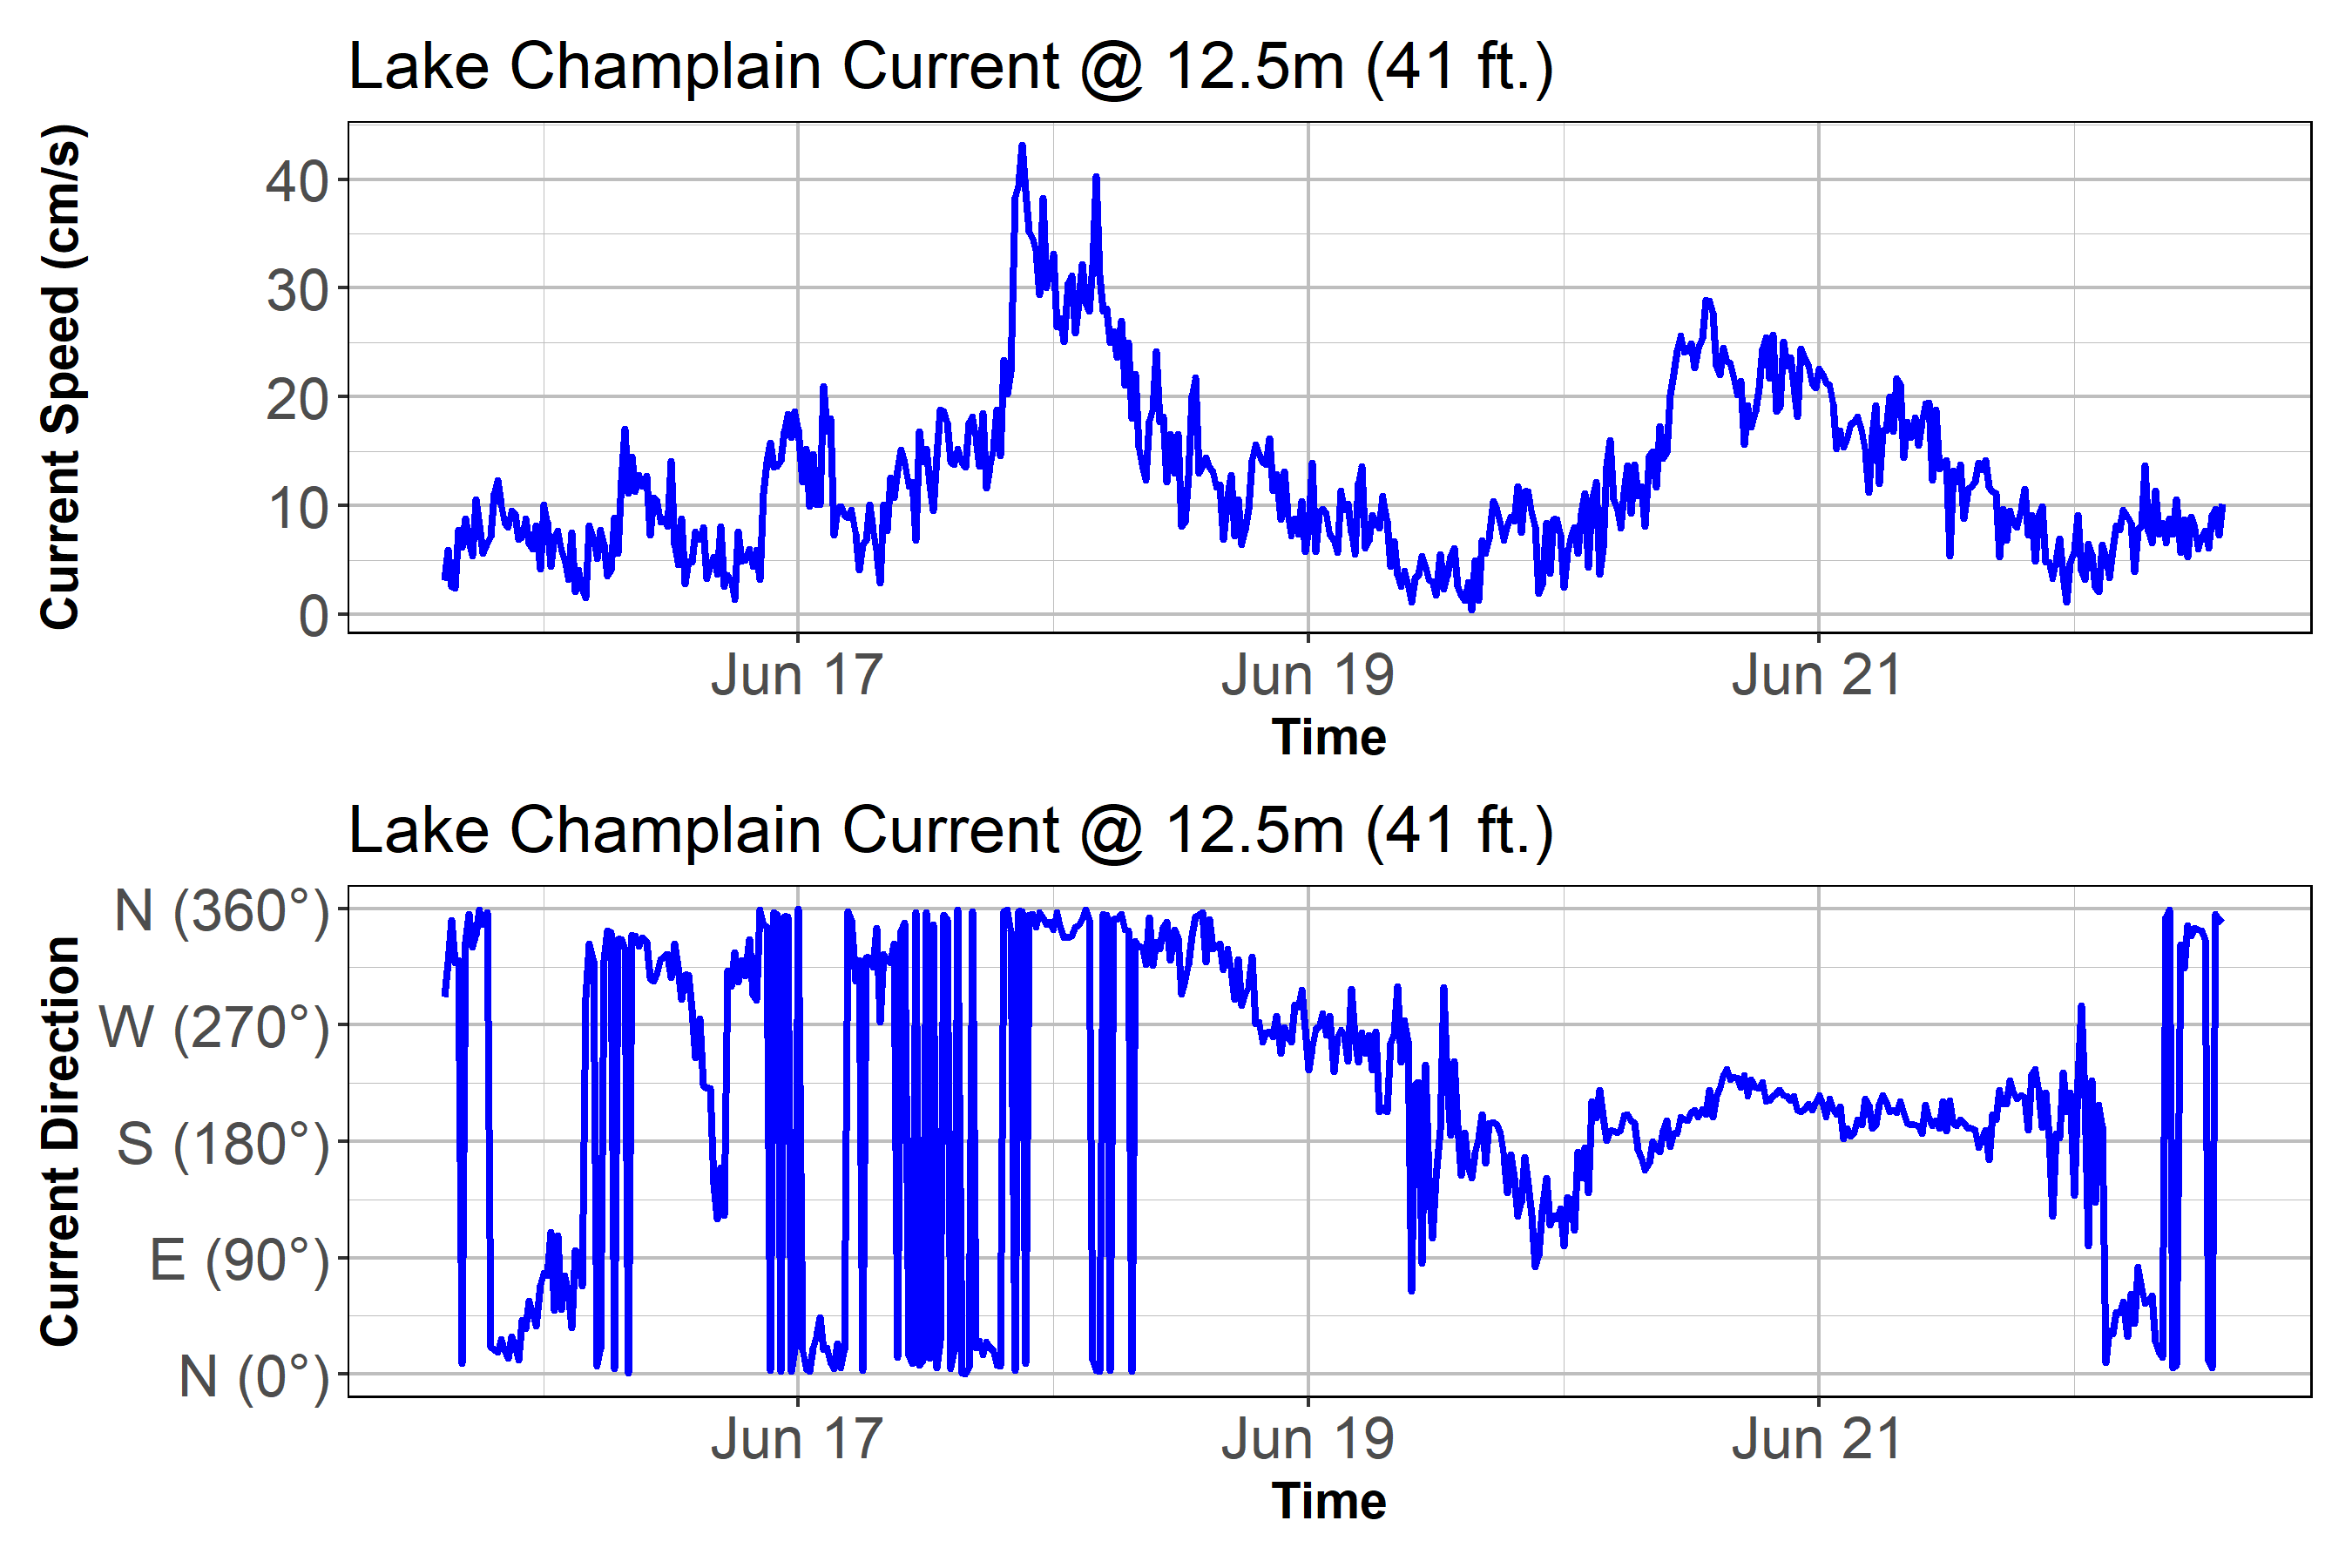 Lake Champlain Current @ 12.5m (41 ft.)
Current Speed (cm/s)
40
30
20
10
0
Jun 17 Jun 19 Jun 21
Time
Lake Champlain Current @ 12.5m (41 ft.)
Current Direction
N (360°)
W (270°)
S (180°)
E (90°)
N (0°)
Jun 17 Jun 19 Jun 21
Time